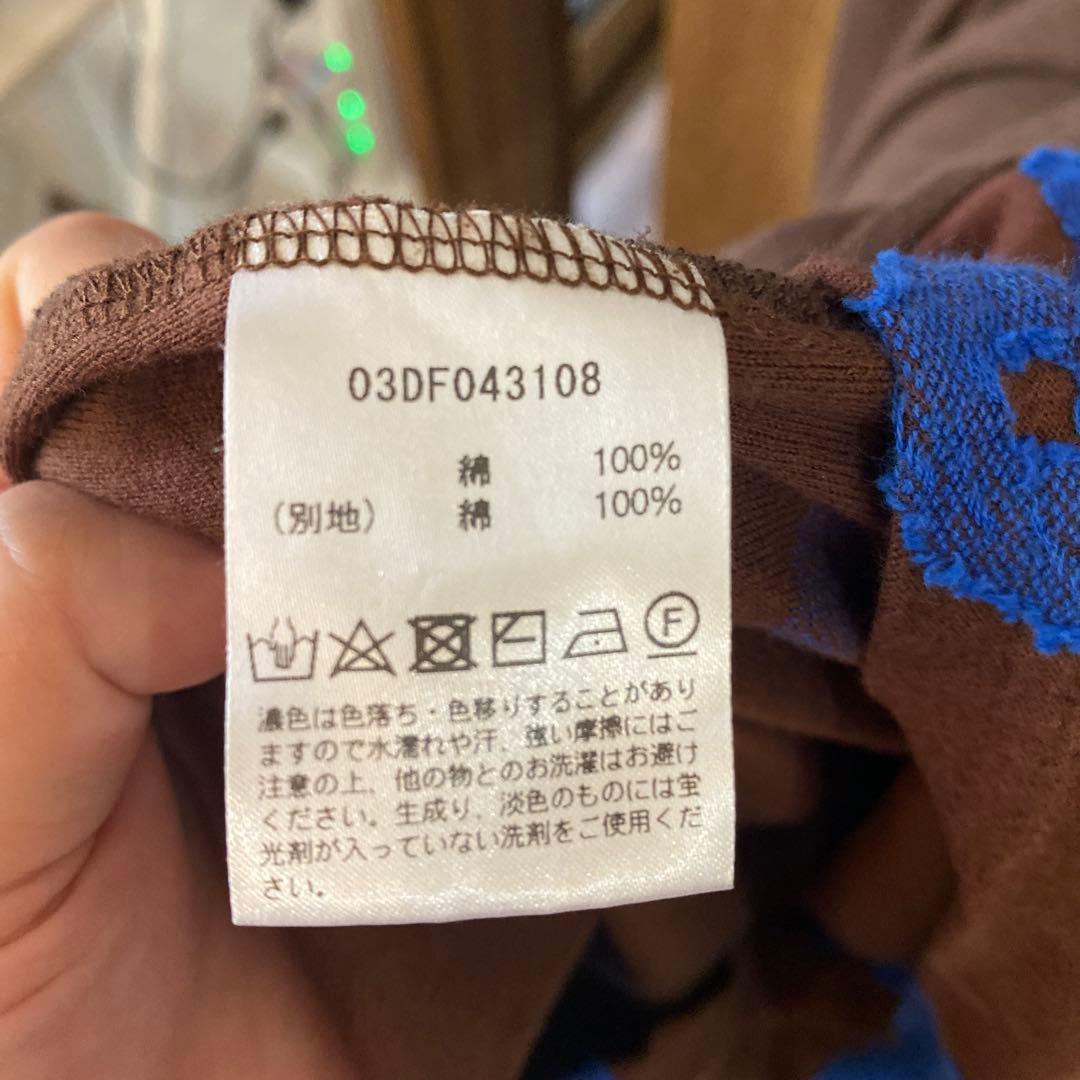 03DF043108
綿 100%
(別地) 綿 100%
F
濃色は色落ち・色移りすることがあり
ますので水濡れや汗、強い摩擦にはご
注意の上、他の物とのお洗濯はお避け
ください。生成り、淡色のものには蛍
光剤が入っていない洗剤をご使用くだ
さい。